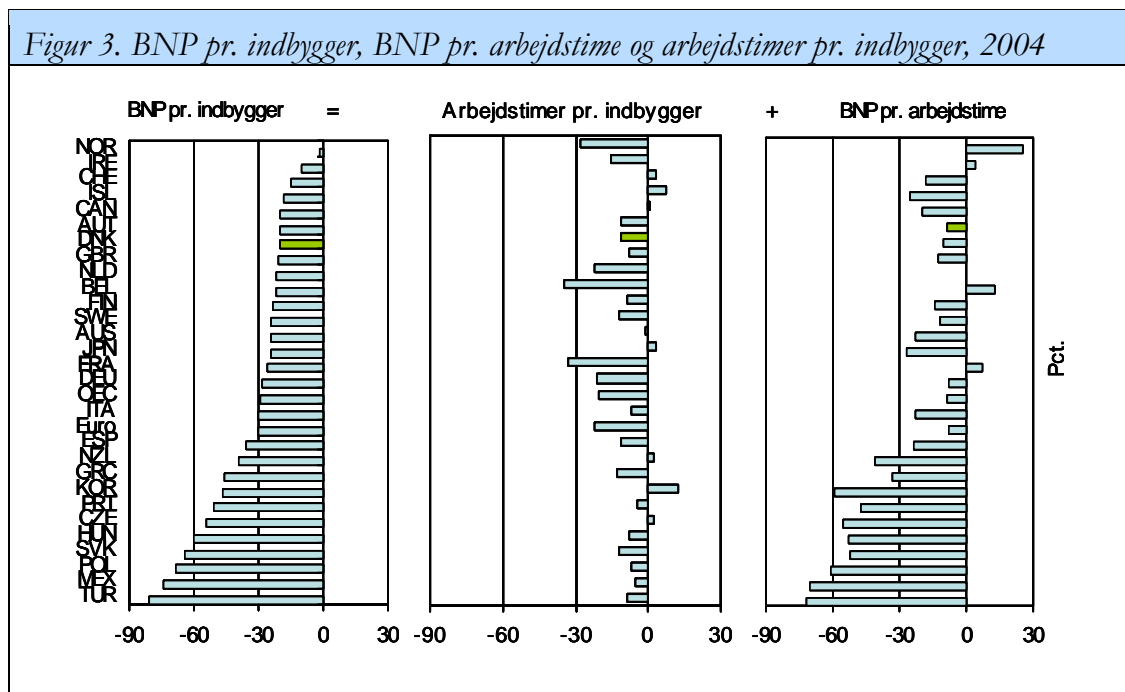 Figur 3. BNP pr. indbygger, BNP pr. arbejdstime og arbejdstimer pr. indbygger, 2004
BNP pr. indbygger = Arbejdstimer pr. indbygger + BNP pr. arbejdstime
NOR
IRE
CHE
ISL
CAN
AUT
DNK
GBR
NLD
BEL
FIN
SWE
AUS
JPN
FRA
DEU
OEC
ITA
Euro
ESP
NZL
GRC
KOR
PRT
CZE
HUN
SVK
POL
MEX
TUR
Pct.
-90 -60 -30 0 30 -90 -60 -30 0 30 -90 -60 -30 0 30